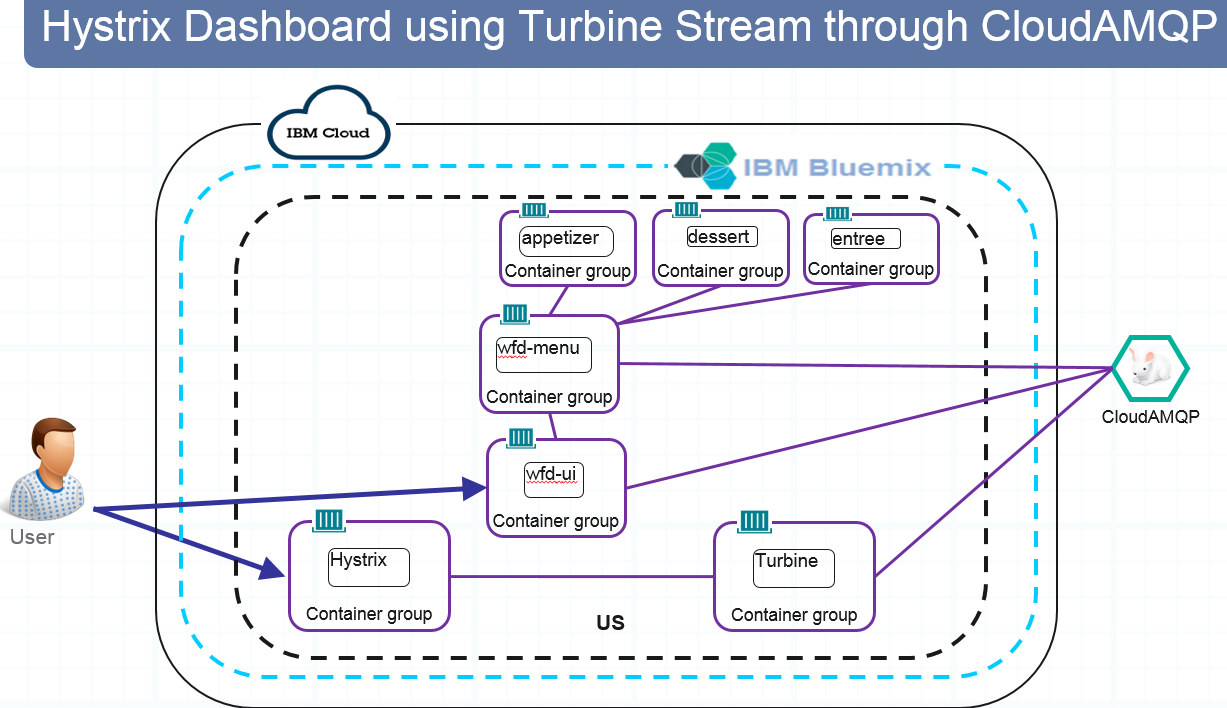 Hystrix Dashboard using Turbine Stream through CloudAMQP
IBM Cloud
IBM Bluemix
appetizer
Container group
dessert
Container group
entree
Container group
wfd-menu
Container group
CloudAMQP
wfd-ui
Container group
User
Hystrix
Container group
Turbine
Container group
US